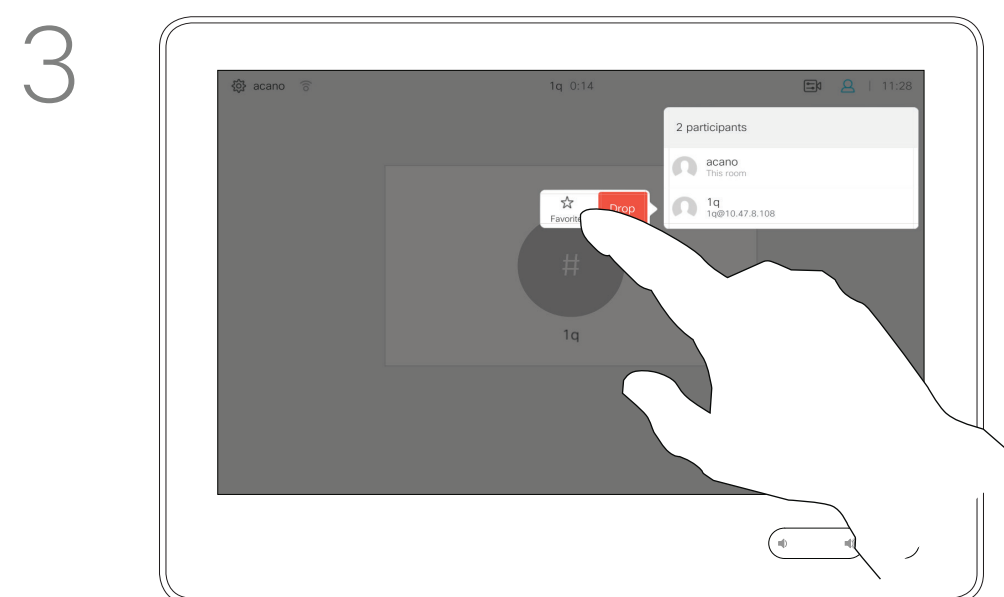 3
acano
1q 0:14
11:28
2 participants
acano
This room
1q
1q@10.47.8.108
Favorite
Drop
#
1q